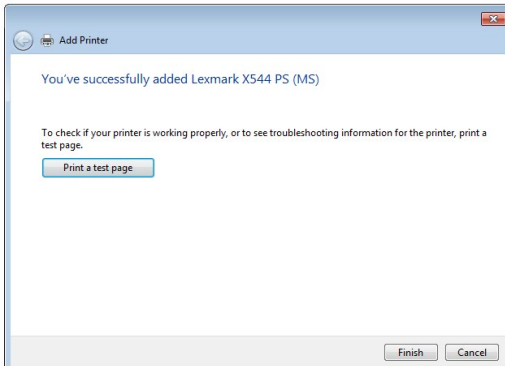 Add Printer
You've successfully added Lexmark X544 PS (MS)
To check if your printer is working properly, or to see troubleshooting information for the printer, print a
test page.
Print a test page
Finish Cancel